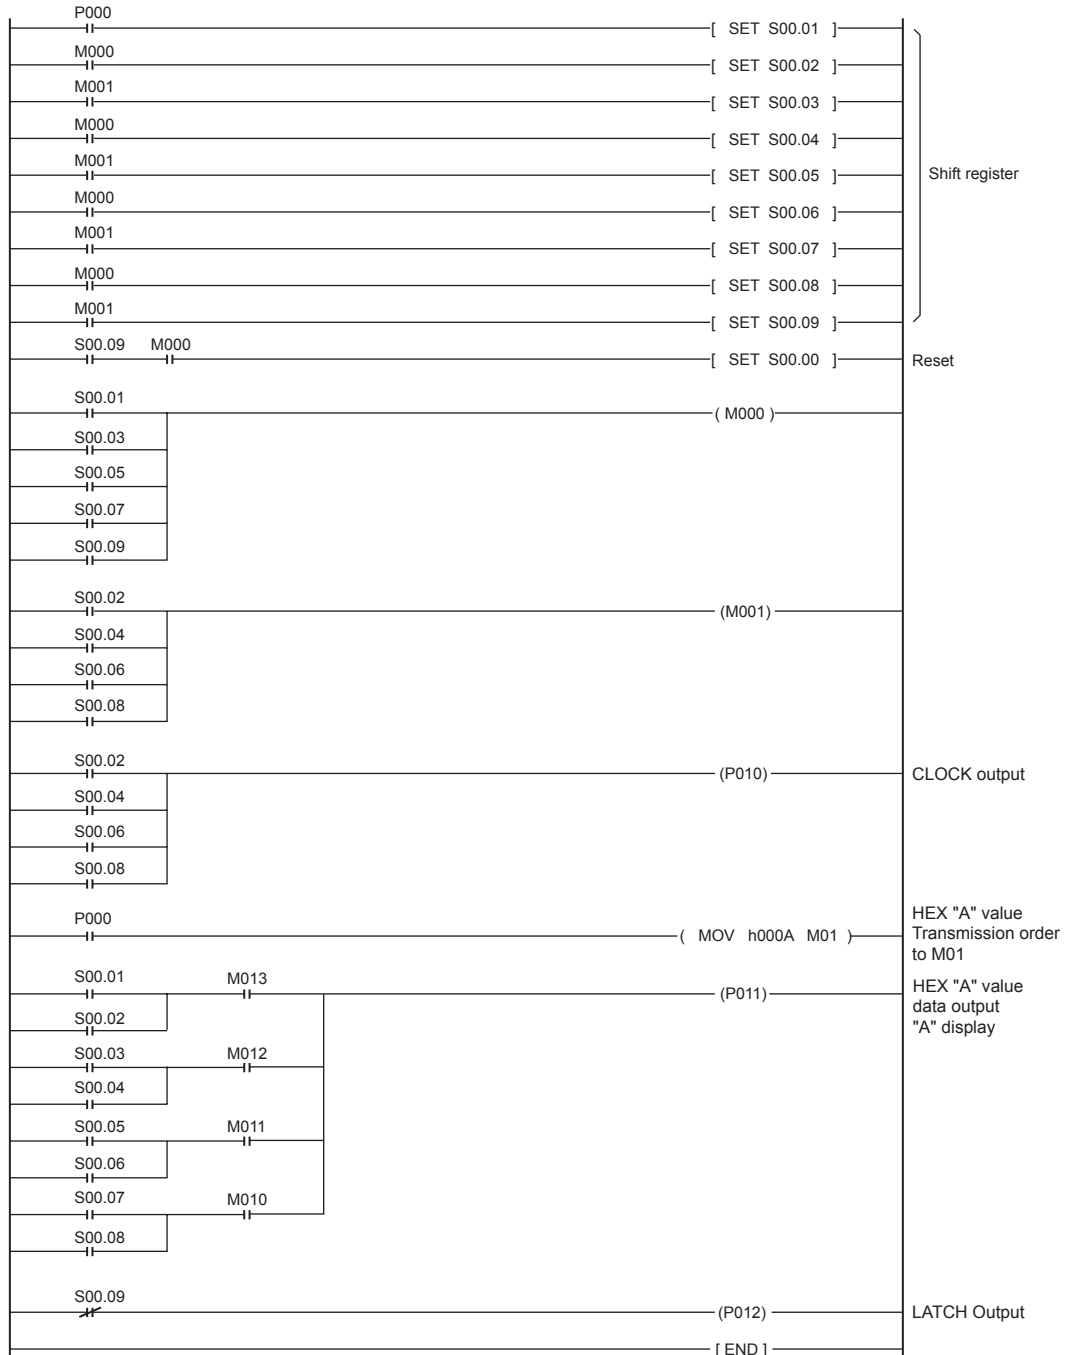 P000
[ SET S00.01 ]
M000
[ SET S00.02 ]
M001
[ SET S00.03 ]
M000
[ SET S00.04 ]
M001
[ SET S00.05 ]
Shift register
M000
[ SET S00.06 ]
M001
[ SET S00.07 ]
M000
[ SET S00.08 ]
M001
[ SET S00.09 ]
S00.09 M000
[ SET S00.00 ]
Reset
S00.01
( M000 )
S00.03
S00.05
S00.07
S00.09
S00.02
(M001)
S00.04
S00.06
S00.08
S00.02
(P010)
CLOCK output
S00.04
S00.06
S00.08
P000
( MOV h000A M01 )
HEX "A" value
Transmission order
to M01
S00.01 M013
(P011)
HEX "A" value
data output
"A" display
S00.02
S00.03 M012
S00.04
S00.05 M011
S00.06
S00.07 M010
S00.08
S00.09
(P012)
LATCH Output
[ END ]